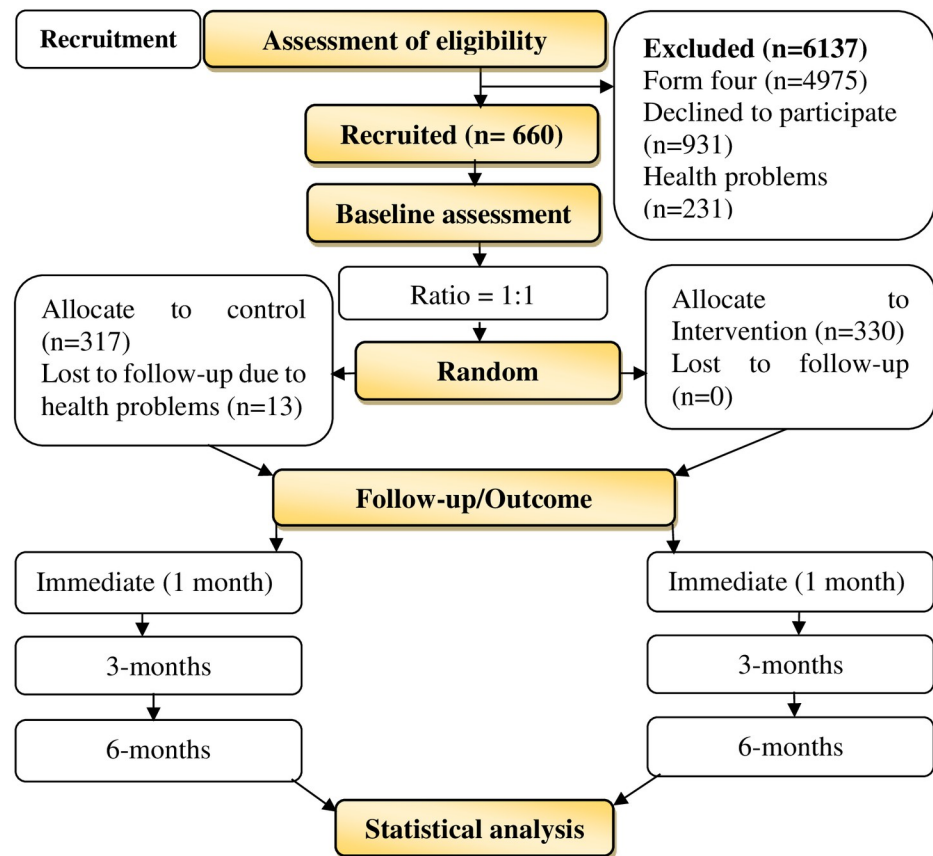 Recruitment
Assessment of eligibility
Excluded (n=6137)
Form four (n=4975)
Declined to participate
(n=931)
Health problems
(n=231)
Recruited (n= 660)
Baseline assessment
Ratio = 1:1
Allocate to control
(n=317)
Lost to follow-up due to
health problems (n=13)
Random
Allocate to
Intervention (n=330)
Lost to follow-up
(n=0)
Follow-up/Outcome
Immediate (1 month)
3-months
6-months
Immediate (1 month)
3-months
6-months
Statistical analysis